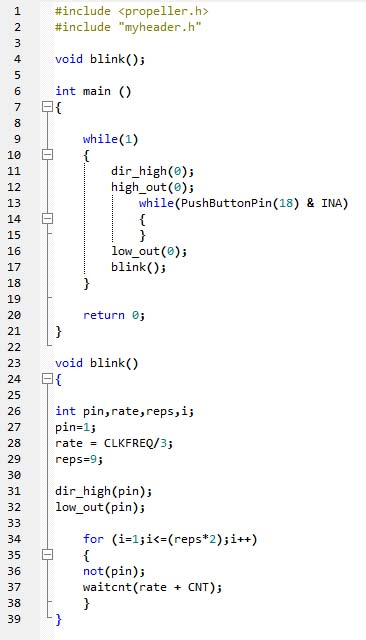 1 #include <propeller.h>
2 #include "myheader.h"
3
4 void blink();
5
6 int main ()
7 {
8
9 while(1)
10 {
11 dir_high(0);
12 high_out(0);
13 while(PushButtonPin(18) & INA)
14 {
15 }
16 low_out(0);
17 blink();
18 }
19
20 return 0;
21 }
22
23 void blink()
24 {
25
26 int pin,rate,reps,i;
27 pin=1;
28 rate = CLKFREQ/3;
29 reps=9;
30
31 dir_high(pin);
32 low_out(pin);
33
34 for (i=1;i<=(reps*2);i++)
35 {
36 not(pin);
37 waitcnt(rate + CNT);
38 }
39 }